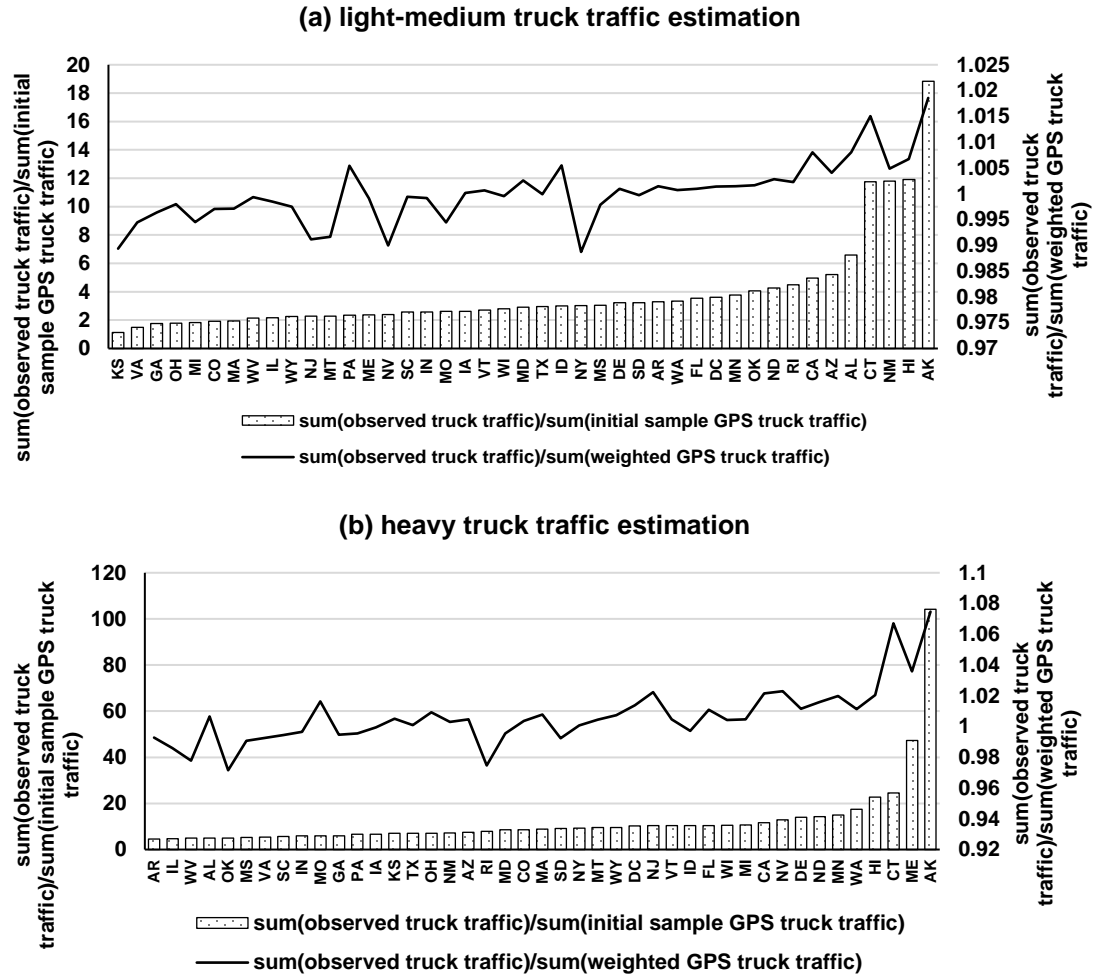 (a) light-medium truck traffic estimation
sum(observed truck traffic)/sum(initial
sample GPS truck traffic)
20
18
16
14
12
10
8
6
4
2
0
1.025
1.02
1.015
1.01
1.005
1
0.995
0.99
0.985
0.98
0.975
0.97
sum(observed truck
traffic)/sum(weighted GPS truck
traffic)
KS VA GA OH MI CO MA WV IL WY NJ MT PA ME NV SC IN MO IA VT WI MD TX ID NY MS DE SD AR WA FL DC MN OK ND RI CA AZ AL CT NM HI AK
sum(observed truck traffic)/sum(initial sample GPS truck traffic)
sum(observed truck traffic)/sum(weighted GPS truck traffic)
(b) heavy truck traffic estimation
sum(observed truck
traffic)/sum(initial sample GPS truck
traffic)
120
100
80
60
40
20
0
1.1
1.08
1.06
1.04
1.02
1
0.98
0.96
0.94
0.92
sum(observed truck
traffic)/sum(weighted GPS truck
traffic)
AR IL WV AL OK MS VA SC IN MO GA PA IA KS TX OH NM AZ RI MD CO MA SD NY MT WY DC NJ VT ID FL WI MI CA NV DE ND MN WA HI CT ME AK
sum(observed truck traffic)/sum(initial sample GPS truck traffic)
sum(observed truck traffic)/sum(weighted GPS truck traffic)